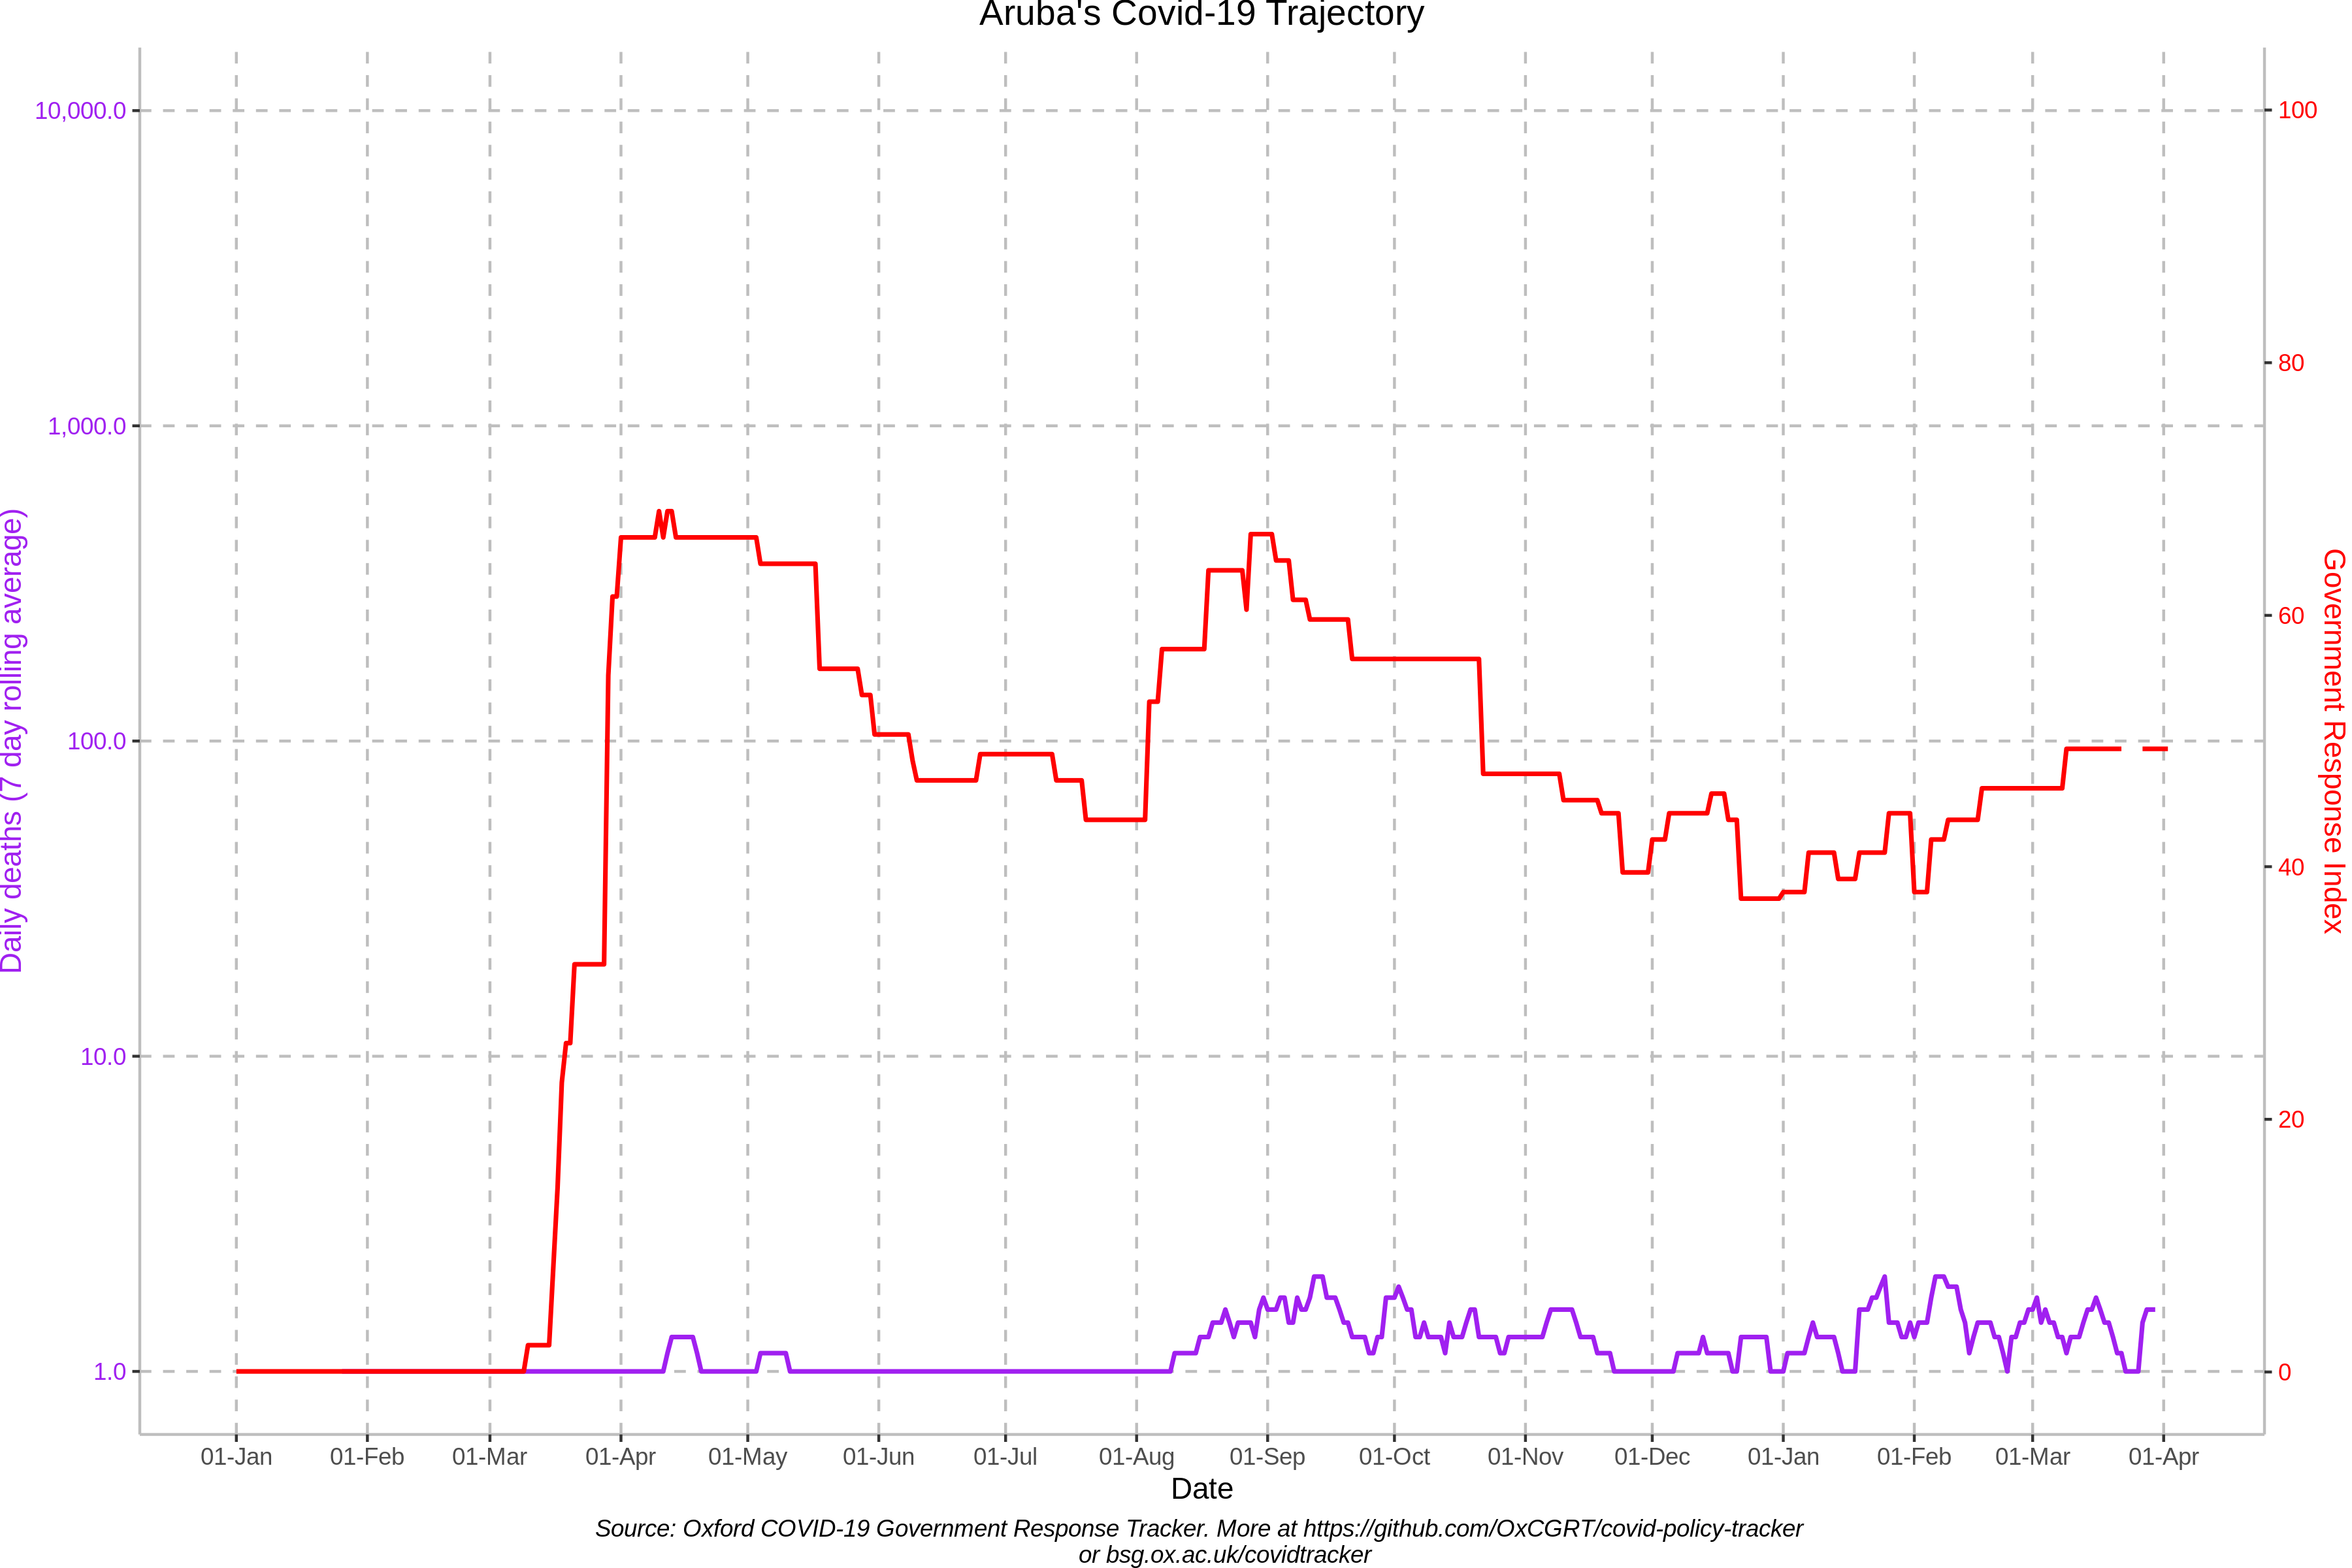 Aruba's Covid-19 Trajectory
10,000.0
1,000.0
100.0
10.0
1.0
Daily deaths (7 day rolling average)
100
80
60
40
20
0
Government Response Index
01-Jan 01-Feb 01-Mar 01-Apr 01-May 01-Jun 01-Jul 01-Aug 01-Sep 01-Oct 01-Nov 01-Dec 01-Jan 01-Feb 01-Mar 01-Apr
Date
Source: Oxford COVID-19 Government Response Tracker. More at https://github.com/OxCGRT/covid-policy-tracker
or bsg.ox.ac.uk/covidtracker